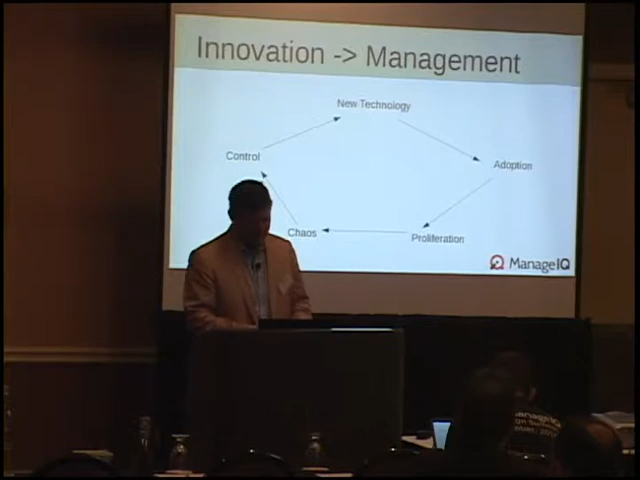 Innovation -> Management
New Technology
Control
Adoption
Chaos
Proliferation
ManageIQ